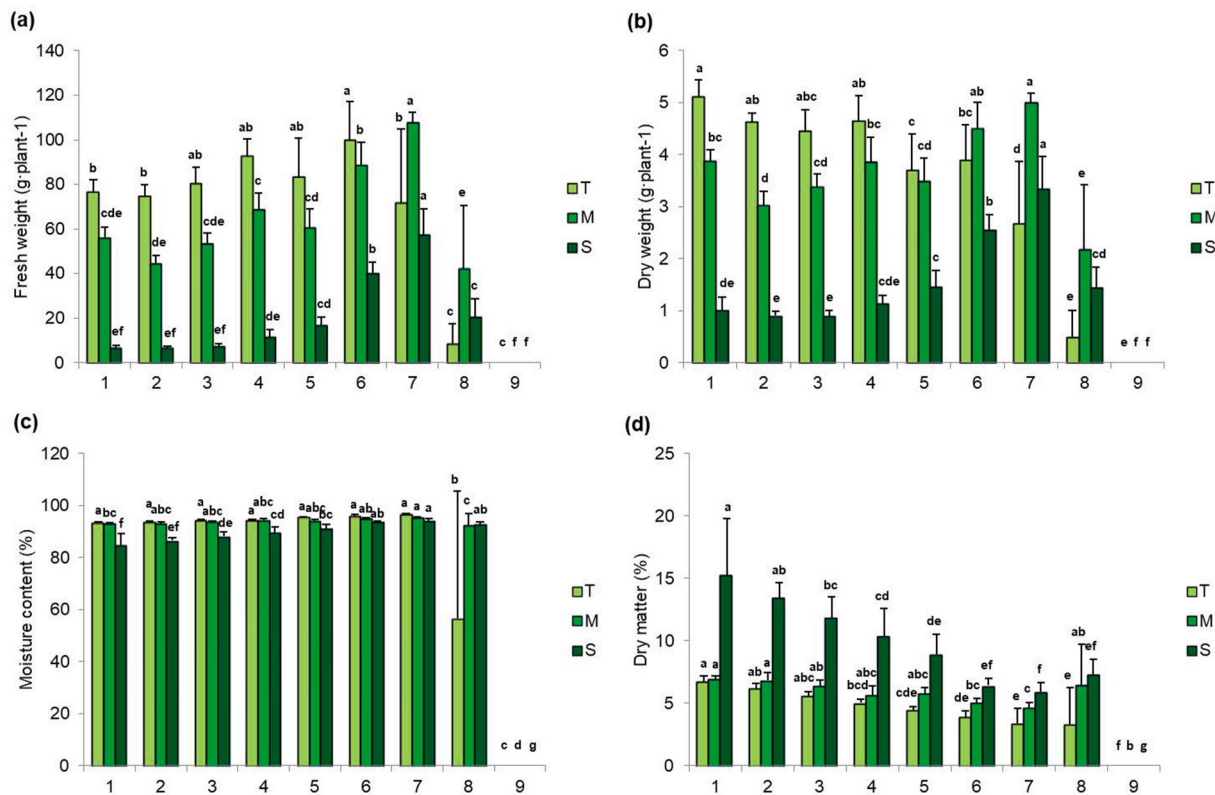 (a)
Fresh weight (g·plant-1)
140
120
100
80
60
40
20
0
b cde ef
b de ef
ab cde ef
ab c de
ab cd cd
a b b
b a a
c e c
c f f
1 2 3 4 5 6 7 8 9
T
M
S
(b)
Dry weight (g·plant-1)
6
5
4
3
2
1
0
a bc de
ab d e
abc cd e
ab bc cde
c cd c
bc ab b
d a a
e e cd
e f f
1 2 3 4 5 6 7 8 9
T
M
S
(c)
Moisture content (%)
120
100
80
60
40
20
0
a bc f
a abc ef
a abc de
a abc cd
a abc bc
a ab ab
a a a
b c ab
c d g
1 2 3 4 5 6 7 8 9
T
M
S
(d)
Dry matter (%)
25
20
15
10
5
0
a a a
ab a ab
abc ab bc
bcd abc cd
cde abc de
de bc ef
e c f
e ab ef
f b g
1 2 3 4 5 6 7 8 9
T
M
S